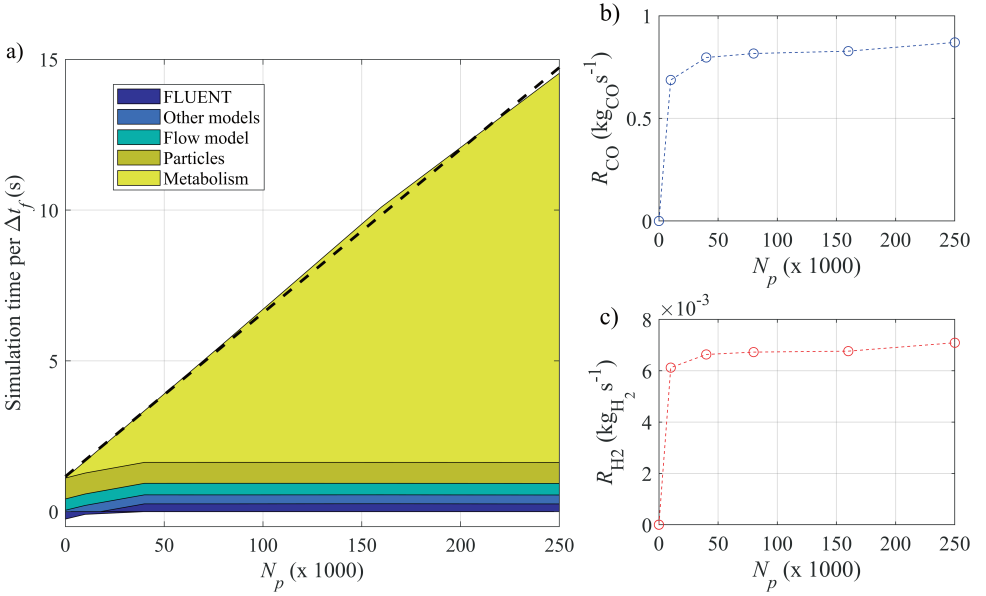 a)
Simulation time per Δt_f (s)
15
10
5
0
FLUENT
Other models
Flow model
Particles
Metabolism
0 50 100 150 200 250
N_p (x 1000)
b)
R_CO (kg_CO s^-1)
1
0.5
0
0 50 100 150 200 250
N_p (x 1000)
c)
×10^-3
R_H2 (kg_H_2 s^-1)
8
6
4
2
0
0 50 100 150 200 250
N_p (x 1000)